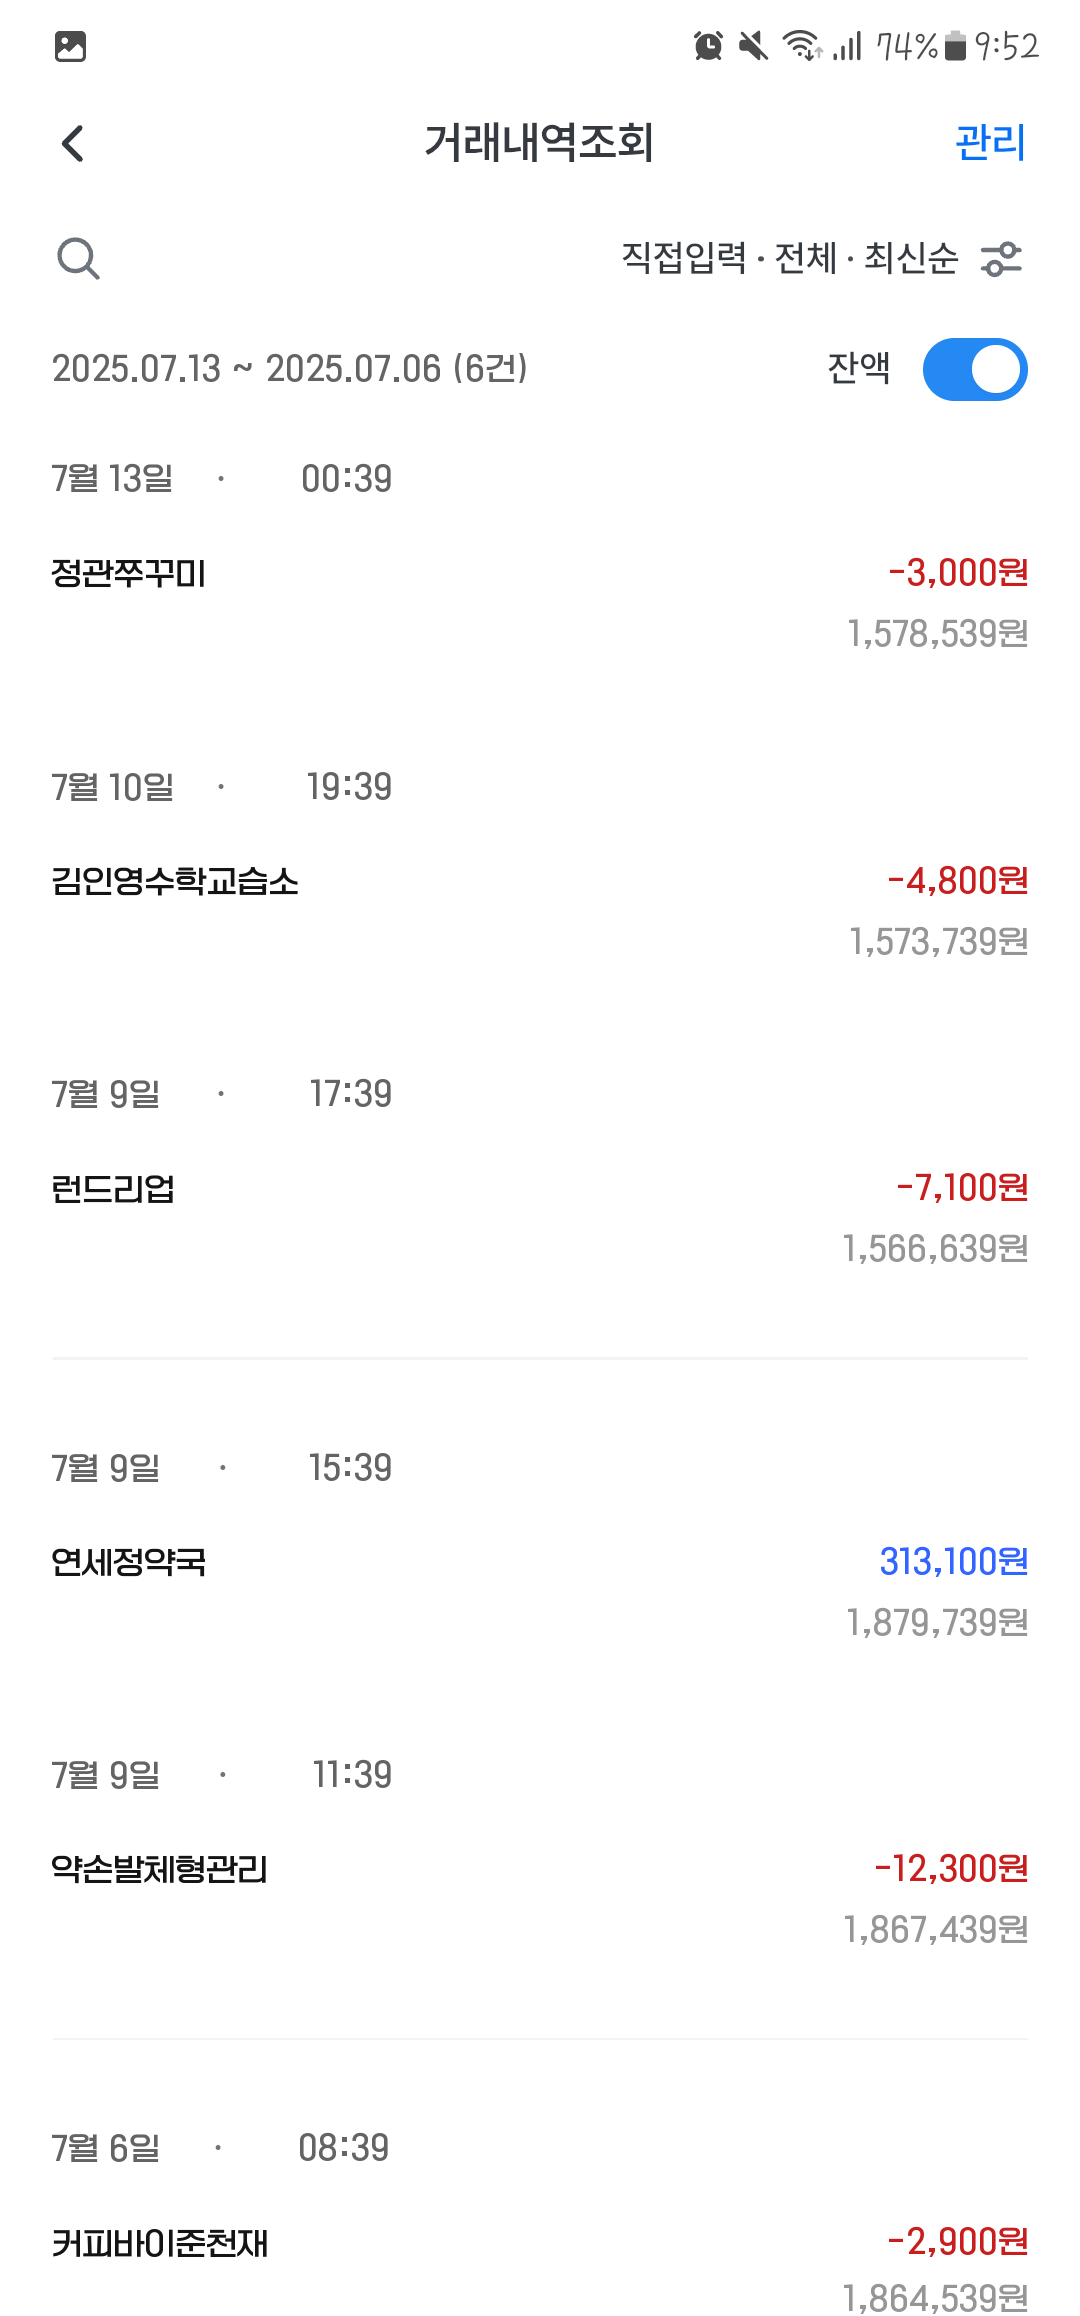 74% 9:52
거래내역조회 관리
직접입력 · 전체 · 최신순
2025.07.13 ~ 2025.07.06 (6건) 잔액
7월 13일 · 00:39
정관쭈꾸미 -3,000원
1,578,539원
7월 10일 · 19:39
김인영수학교습소 -4,800원
1,573,739원
7월 9일 · 17:39
런드리업 -7,100원
1,566,639원
7월 9일 · 15:39
연세정약국 313,100원
1,879,739원
7월 9일 · 11:39
약손발체형관리 -12,300원
1,867,439원
7월 6일 · 08:39
커피바이준천재 -2,900원
1,864,539원